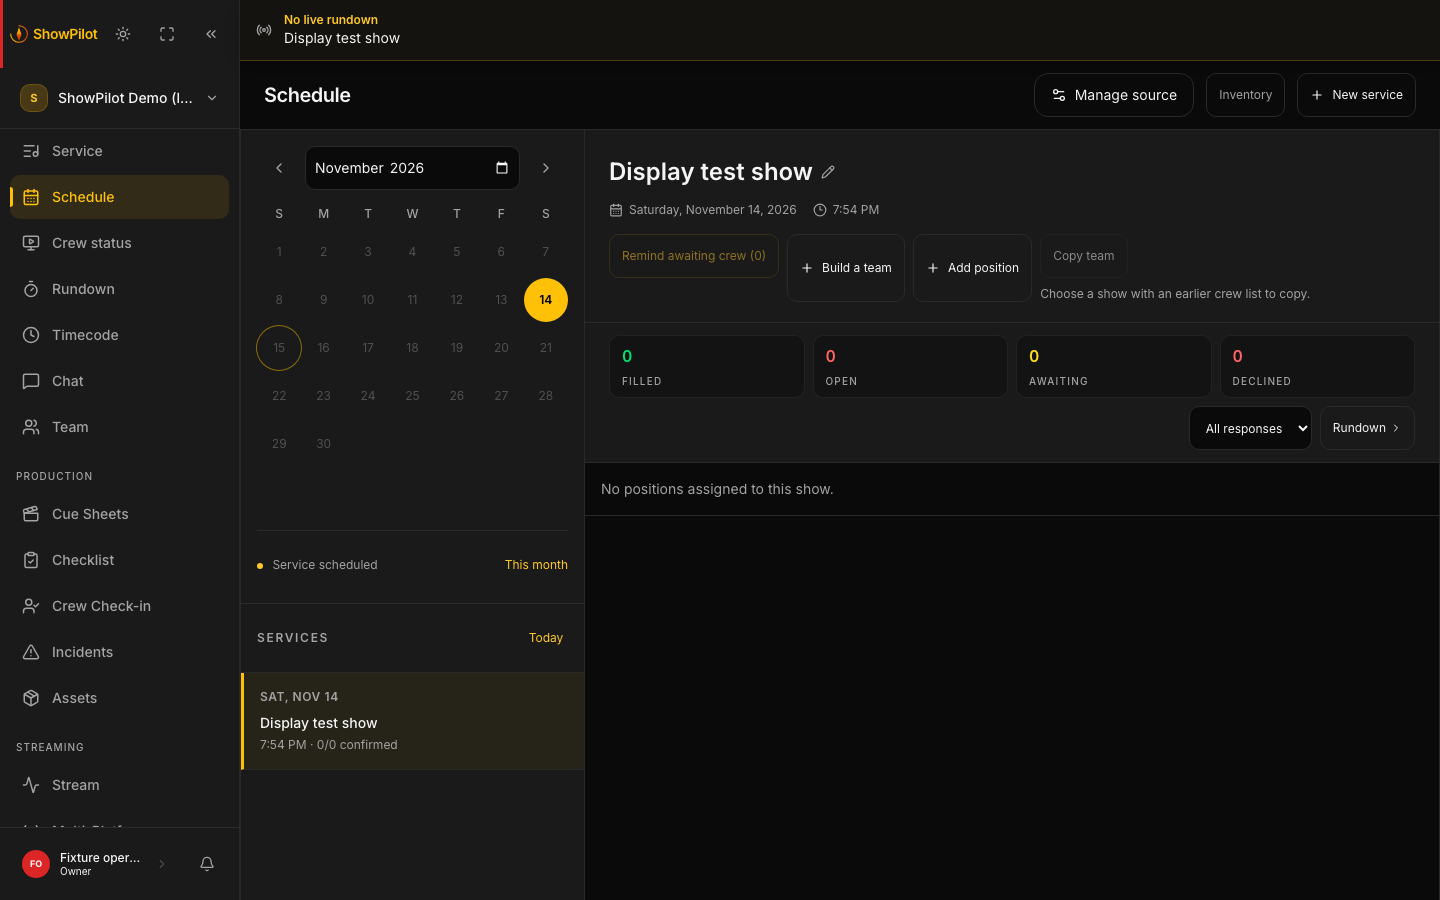 ShowPilot
S
ShowPilot Demo (I...
Service
Schedule
Crew status
Rundown
Timecode
Chat
Team
PRODUCTION
Cue Sheets
Checklist
Crew Check-in
Incidents
Assets
STREAMING
Stream
FO
Fixture oper...
Owner
No live rundown
Display test show
Schedule
Manage source
Inventory
New service
November 2026
S M T W T F S
1 2 3 4 5 6 7
8 9 10 11 12 13 14
15 16 17 18 19 20 21
22 23 24 25 26 27 28
29 30
Service scheduled
This month
SERVICES
Today
SAT, NOV 14
Display test show
7:54 PM · 0/0 confirmed
Display test show
Saturday, November 14, 2026
7:54 PM
Remind awaiting crew (0)
Build a team
Add position
Copy team
Choose a show with an earlier crew list to copy.
0
FILLED
0
OPEN
0
AWAITING
0
DECLINED
All responses
Rundown
No positions assigned to this show.